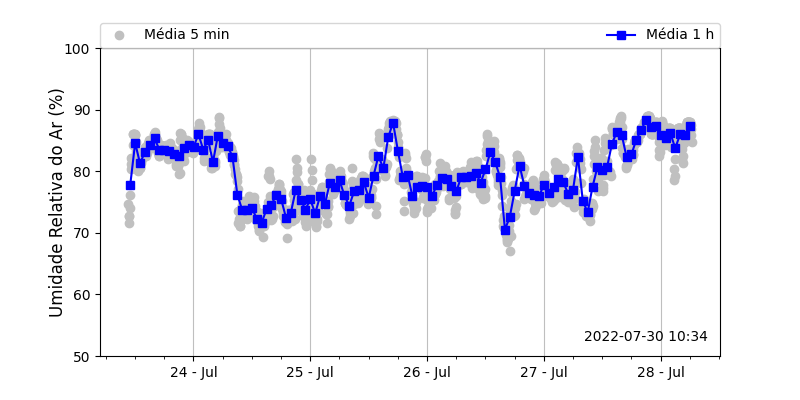 Média 5 min
Média 1 h
100
90
80
70
60
50
Umidade Relativa do Ar (%)
2022-07-30 10:34
24 - Jul
25 - Jul
26 - Jul
27 - Jul
28 - Jul